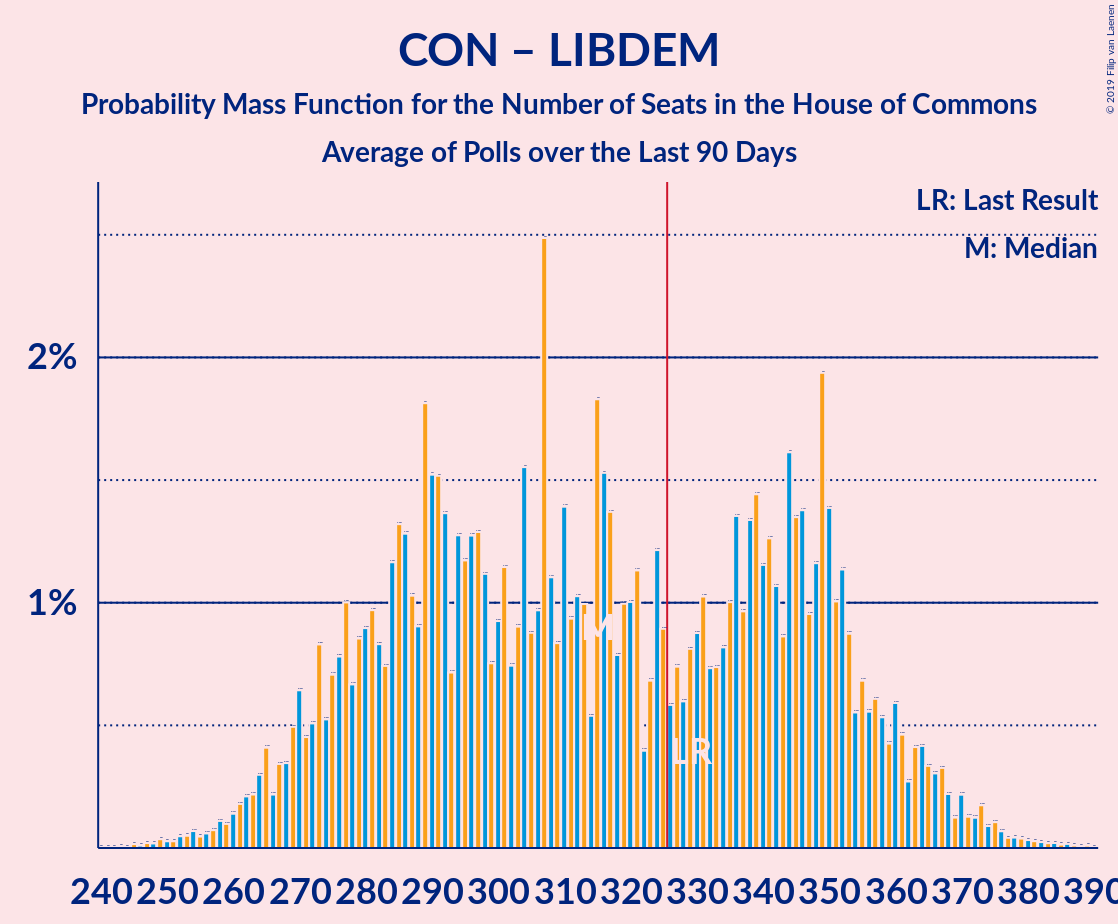 CON – LIBDEM
Probability Mass Function for the Number of Seats in the House of Commons
Average of Polls over the Last 90 Days
© 2019 Filip van Laenen
LR: Last Result
M: Median
2%
1%
M
LR
240 250 260 270 280 290 300 310 320 330 340 350 360 370 380 390